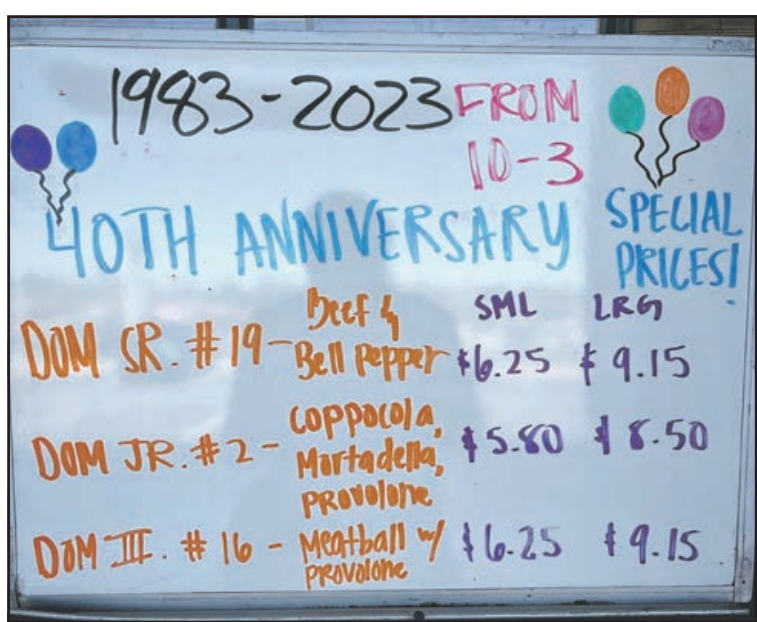 1983-2023 FROM
10-3
40TH ANNIVERSARY
SPECIAL
PRICES!
SML LRG
DOM SR. #19- Beef &
Bell Pepper $6.25 $9.15
DOM JR. #2- Coppocola,
Mortadella, $5.80 $8.50
PROVOLONE
DOM III. #16 - Meatball w/ $6.25 $9.15
PROVOLONE